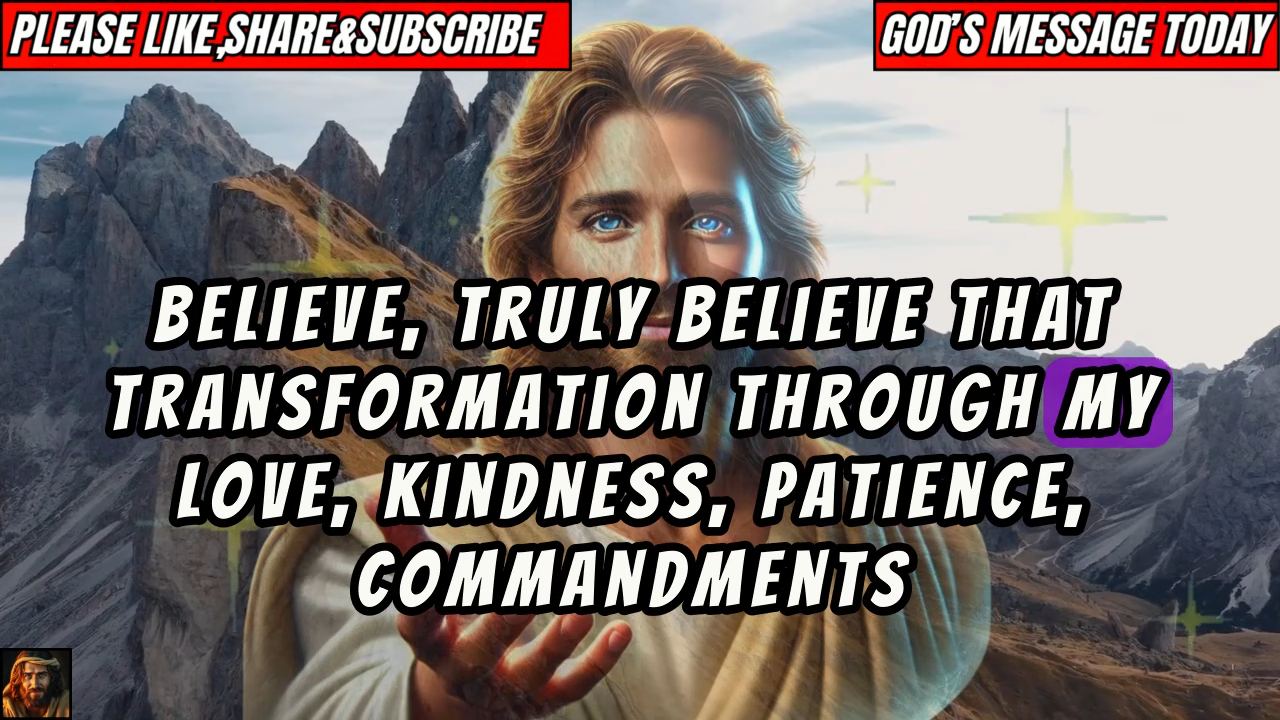 PLEASE LIKE,SHARE&SUBSCRIBE
GOD'S MESSAGE TODAY
BELIEVE, TRULY BELIEVE THAT
TRANSFORMATION THROUGH MY
LOVE, KINDNESS, PATIENCE,
COMMANDMENTS